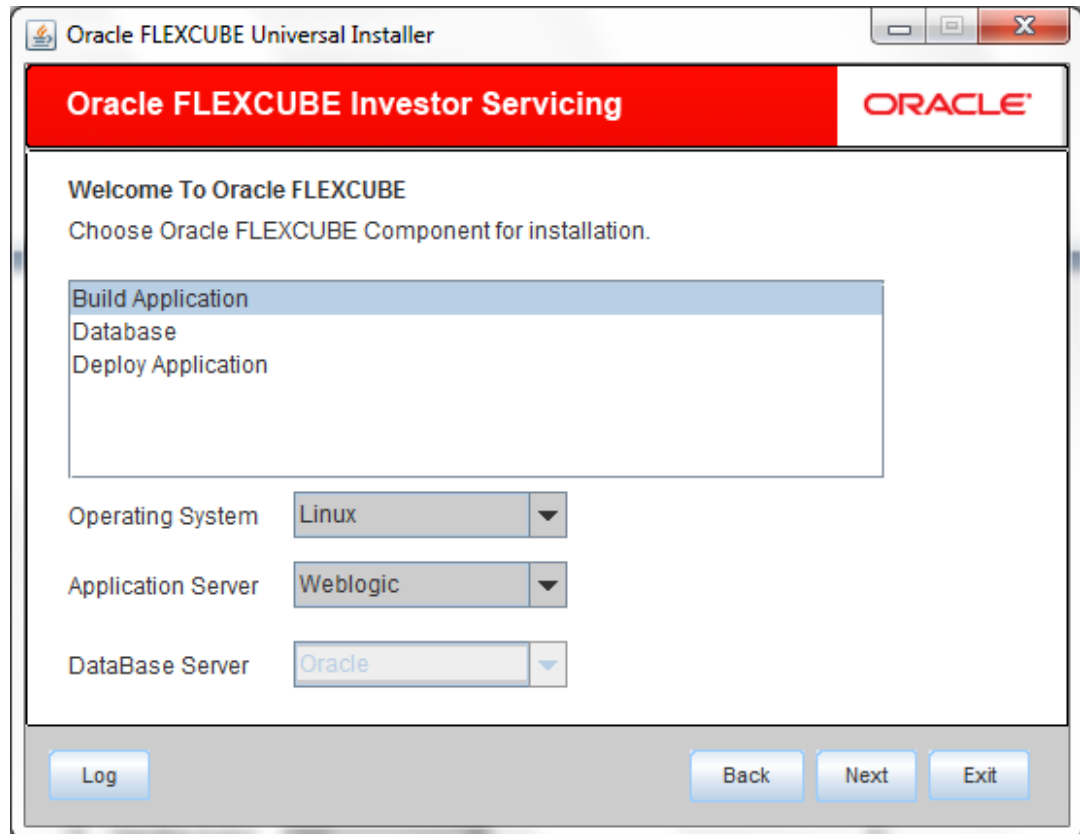 Oracle FLEXCUBE Universal Installer
Oracle FLEXCUBE Investor Servicing
ORACLE
Welcome To Oracle FLEXCUBE
Choose Oracle FLEXCUBE Component for installation.
Build Application
Database
Deploy Application
Operating System Linux
Application Server Weblogic
DataBase Server Oracle
Log Back Next Exit